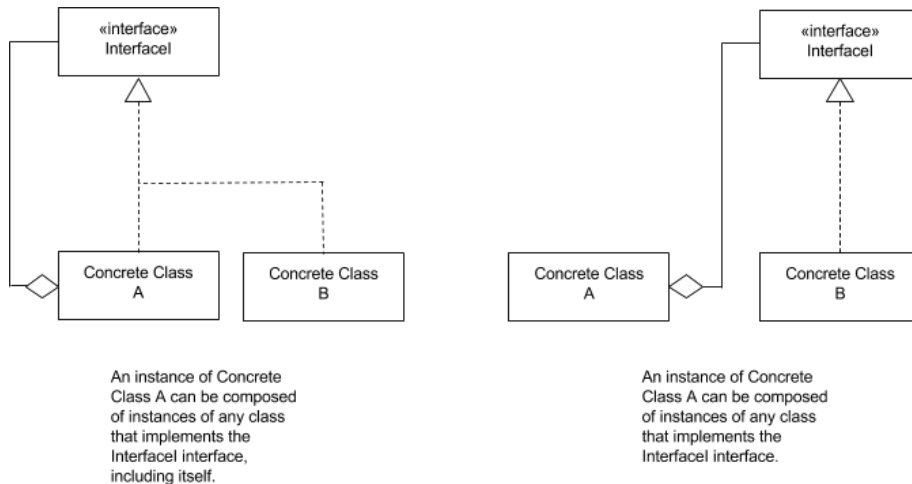 «interface»
InterfaceI
Concrete Class
A
Concrete Class
B
An instance of Concrete
Class A can be composed
of instances of any class
that implements the
InterfaceI interface,
including itself.
«interface»
InterfaceI
Concrete Class
A
Concrete Class
B
An instance of Concrete
Class A can be composed
of instances of any class
that implements the
InterfaceI interface.